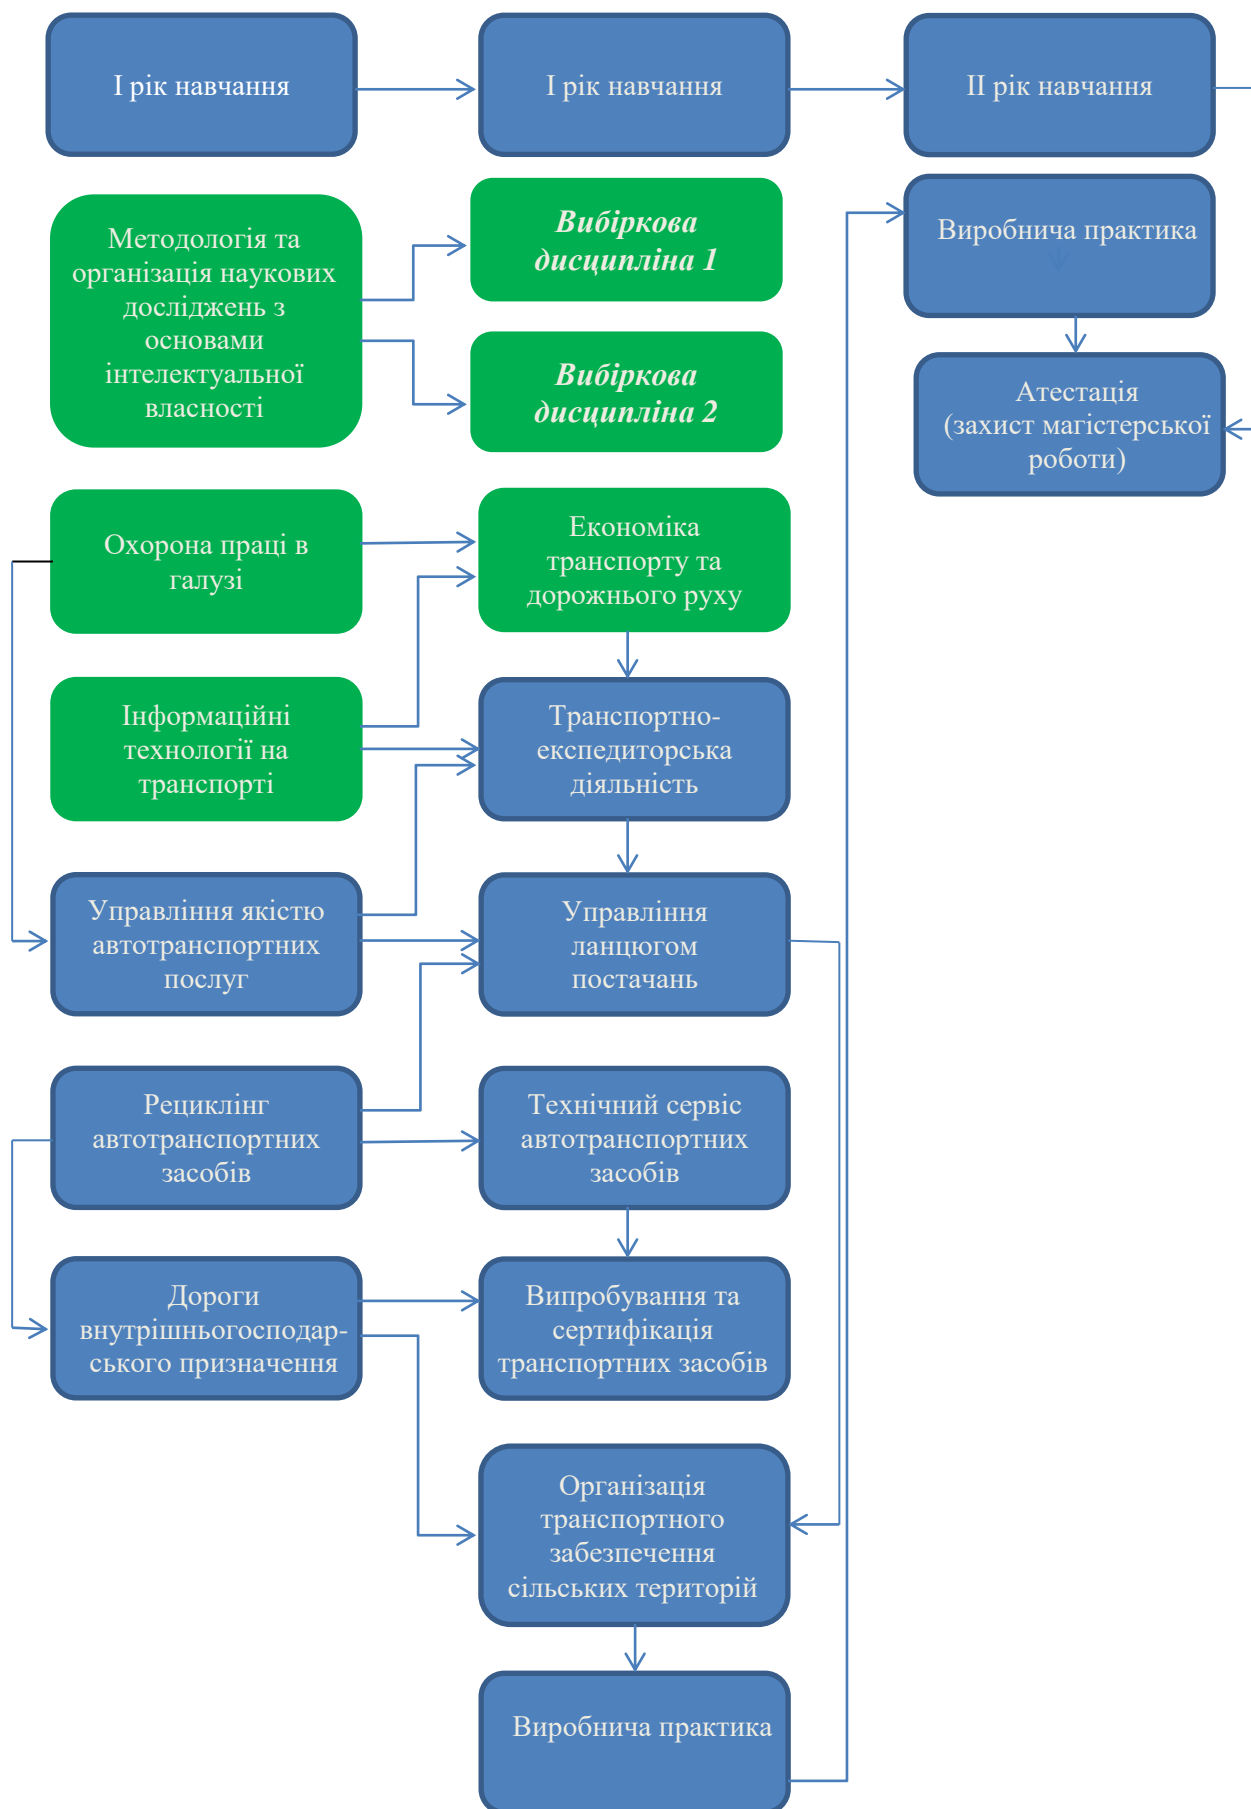 І рік навчання
І рік навчання
ІІ рік навчання
Методологія та
організація наукових
досліджень з
основами
інтелектуальної
власності
Вибіркова
дисципліна 1
Виробнича практика
Вибіркова
дисципліна 2
Атестація
(захист магістерської
роботи)
Охорона праці в
галузі
Економіка
транспорту та
дорожнього руху
Інформаційні
технології на
транспорті
Транспортно-
експедиторська
діяльність
Управління якістю
автотранспортних
послуг
Управління
ланцюгом
постачань
Рециклінг
автотранспортних
засобів
Технічний сервіс
автотранспортних
засобів
Дороги
внутрішньогосподар-
ського призначення
Випробування та
сертифікація
транспортних засобів
Організація
транспортного
забезпечення
сільських територій
Виробнича практика